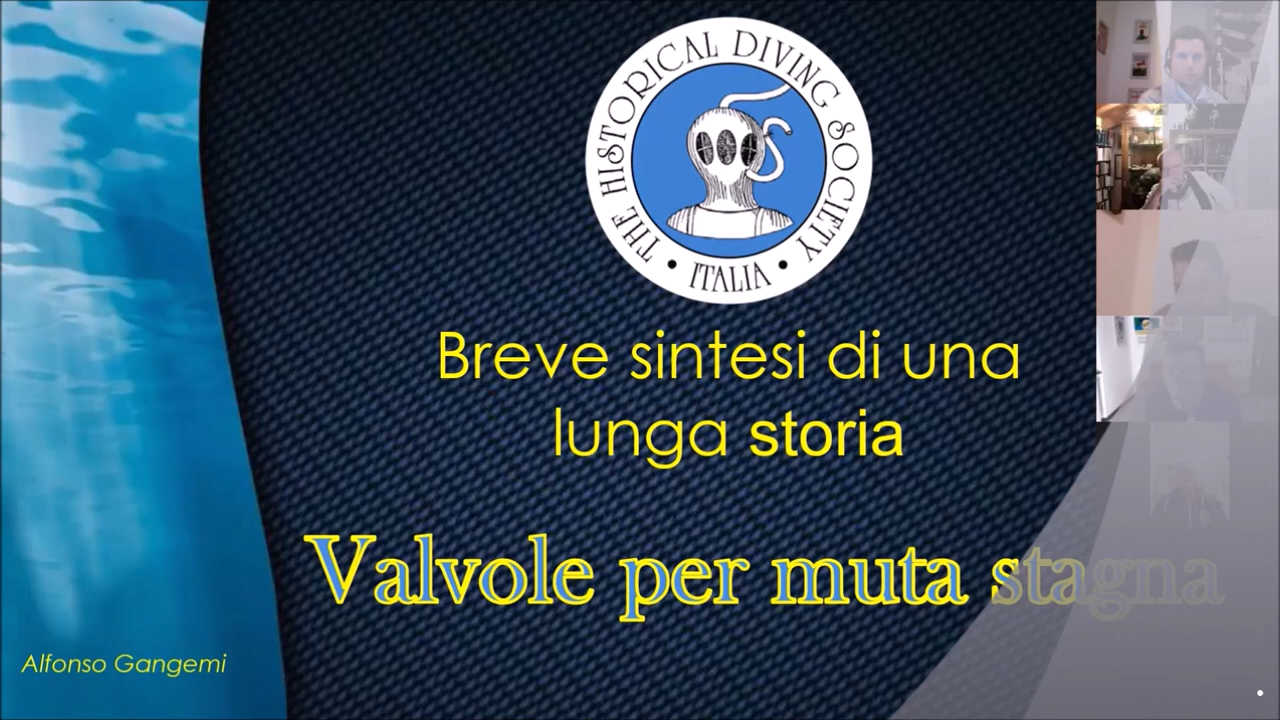 THE HISTORICAL DIVING SOCIETY
• ITALIA •
Breve sintesi di una
lunga storia
Valvole per muta stagna
Alfonso Gangemi